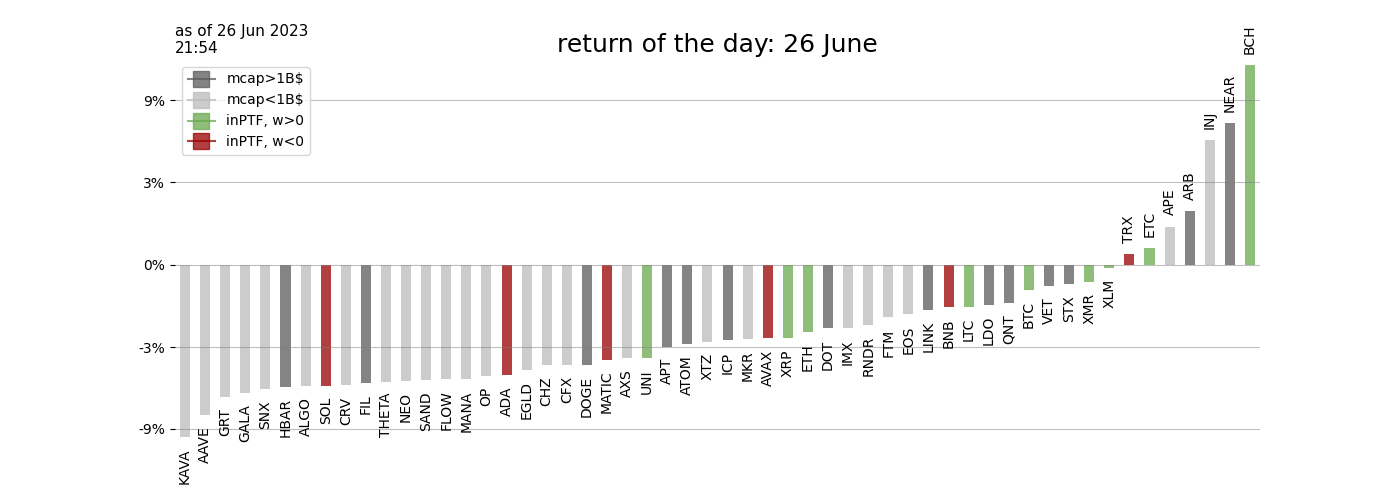 as of 26 Jun 2023
21:54
return of the day: 26 June
mcap>1B$
mcap<1B$
inPTF, w>0
inPTF, w<0
9%
3%
0%
-3%
-9%
KAVA
AAVE
GRT
GALA
SNX
HBAR
ALGO
SOL
CRV
FIL
THETA
NEO
SAND
FLOW
MANA
OP
ADA
EGLD
CHZ
CFX
DOGE
MATIC
AXS
UNI
APT
ATOM
XTZ
ICP
MKR
AVAX
XRP
ETH
DOT
IMX
RNDR
FTM
EOS
LINK
BNB
LTC
LDO
QNT
BTC
VET
STX
XMR
XLM
TRX
ETC
APE
ARB
INJ
NEAR
BCH